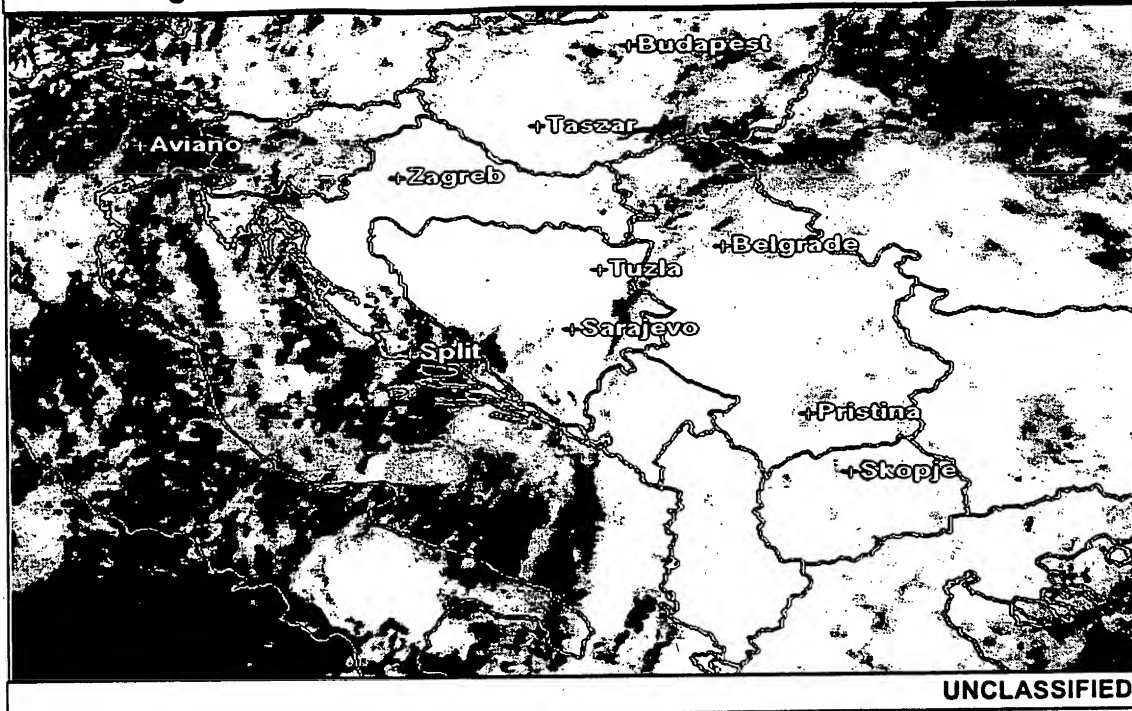 +Budapest
+Taszar
+Aviano
+Zagreb
+Belgrade
+Tuzla
+Sarajevo
+Split
+Pristina
+Skopje
UNCLASSIFIED